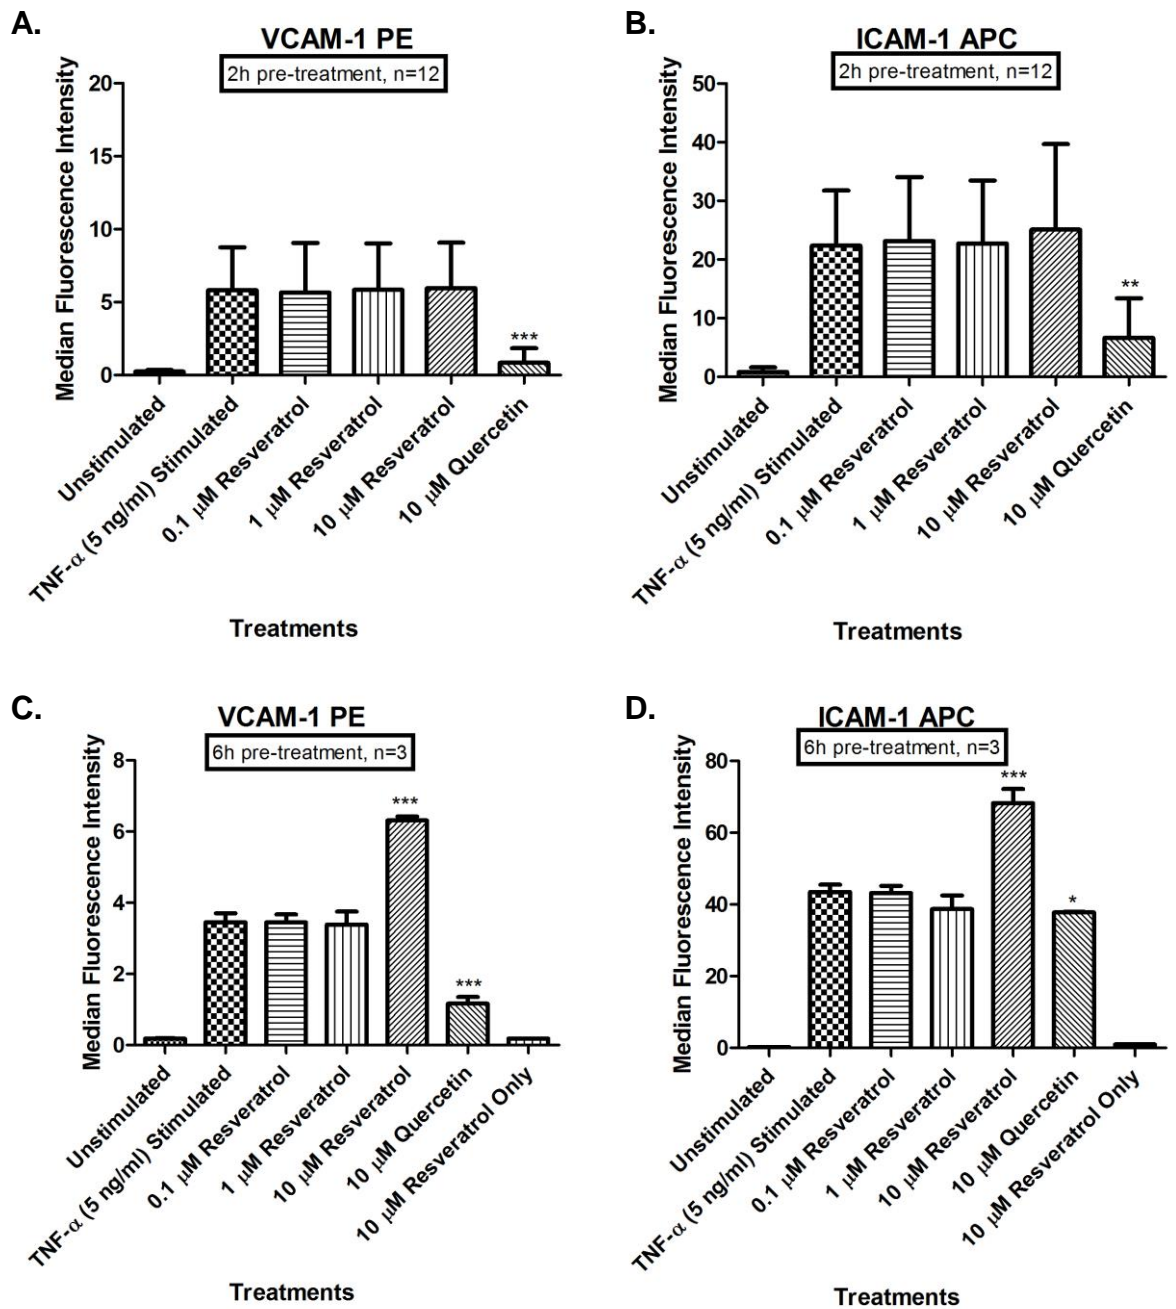 A.
VCAM-1 PE
2h pre-treatment, n=12
Median Fluorescence Intensity
20
15
10
5
0
***
Unstimulated
TNF-α (5 ng/ml) Stimulated
0.1 μM Resveratrol
1 μM Resveratrol
10 μM Resveratrol
10 μM Quercetin
Treatments
B.
ICAM-1 APC
2h pre-treatment, n=12
Median Fluorescence Intensity
50
40
30
20
10
0
**
Unstimulated
TNF-α (5 ng/ml) Stimulated
0.1 μM Resveratrol
1 μM Resveratrol
10 μM Resveratrol
10 μM Quercetin
Treatments
C.
VCAM-1 PE
6h pre-treatment, n=3
Median Fluorescence Intensity
8
6
4
2
0
***
***
Unstimulated
TNF-α (5 ng/ml) Stimulated
0.1 μM Resveratrol
1 μM Resveratrol
10 μM Resveratrol
10 μM Quercetin
10 μM Resveratrol Only
Treatments
D.
ICAM-1 APC
6h pre-treatment, n=3
Median Fluorescence Intensity
80
60
40
20
0
***
*
Unstimulated
TNF-α (5 ng/ml) Stimulated
0.1 μM Resveratrol
1 μM Resveratrol
10 μM Resveratrol
10 μM Quercetin
10 μM Resveratrol Only
Treatments